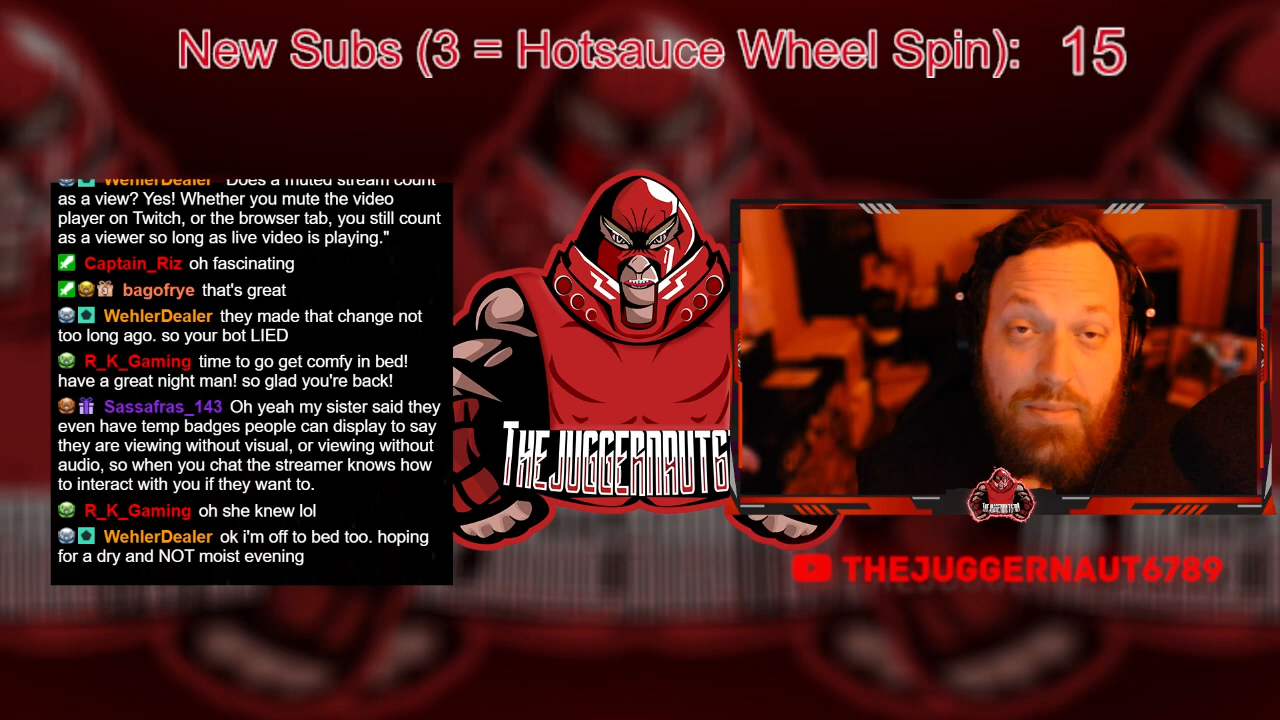 New Subs (3 = Hotsauce Wheel Spin): 15
WehlerDealer "Does a muted stream count
as a view? Yes! Whether you mute the video
player on Twitch, or the browser tab, you still count
as a viewer so long as live video is playing."
Captain_Riz oh fascinating
bagofrye that's great
WehlerDealer they made that change not
too long ago. so your bot LIED
R_K_Gaming time to go get comfy in bed!
have a great night man! so glad you're back!
Sassafras_143 Oh yeah my sister said they
even have temp badges people can display to say
they are viewing without visual, or viewing without
audio, so when you chat the streamer knows how
to interact with you if they want to.
R_K_Gaming oh she knew lol
WehlerDealer ok i'm off to bed too. hoping
for a dry and NOT moist evening
THEJUGGERNAUT6
THEJUGGERNAUT6789